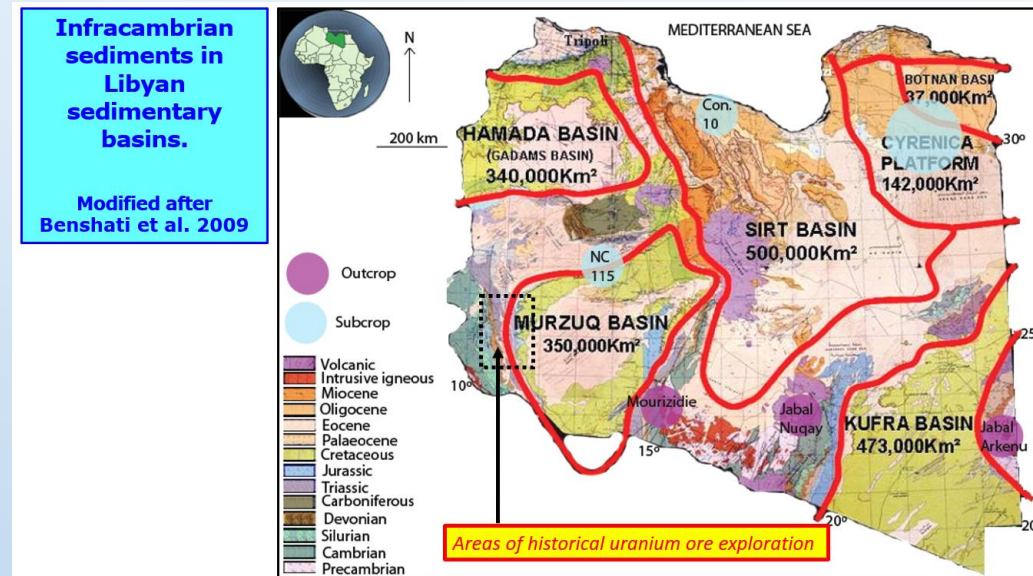 Infracambrian
sediments in
Libyan
sedimentary
basins.
Modified after
Benshati et al. 2009
Outcrop
Subcrop
Volcanic
Intrusive igneous
Miocene
Oligocene
Eocene
Palaeocene
Cretaceous
Jurassic
Triassic
Carboniferous
Devonian
Silurian
Cambrian
Precambrian
N
200 km
MEDITERRANEAN SEA
Tripoli
HAMADA BASIN
(GADAMS BASIN)
340,000Km²
Con.
10
BOTNAN BASI
37,000Km²
CYRENICA
PLATFORM
142,000Km²
30º
SIRT BASIN
500,000Km²
NC
115
MURZUQ BASIN
350,000Km²
25
10º
Mourizidie
Jabal
Nuqay
KUFRA BASIN
473,000Km²
Jabal
Arkenu
15º
20º
20
Areas of historical uranium ore exploration